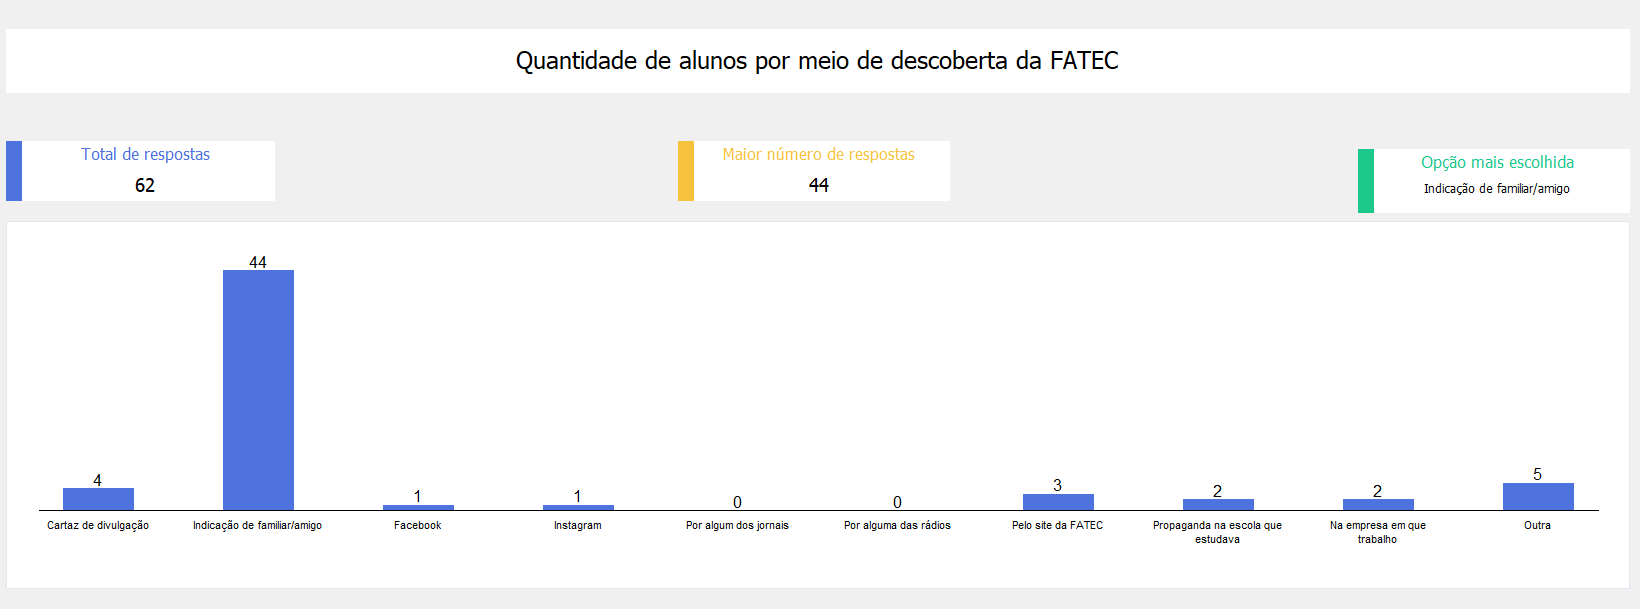 Quantidade de alunos por meio de descoberta da FATEC
Total de respostas
62
Maior número de respostas
44
Opção mais escolhida
Indicação de familiar/amigo
4
44
1
1
0
0
3
2
2
5
Cartaz de divulgação
Indicação de familiar/amigo
Facebook
Instagram
Por algum dos jornais
Por alguma das rádios
Pelo site da FATEC
Propaganda na escola que
estudava
Na empresa em que
trabalho
Outra